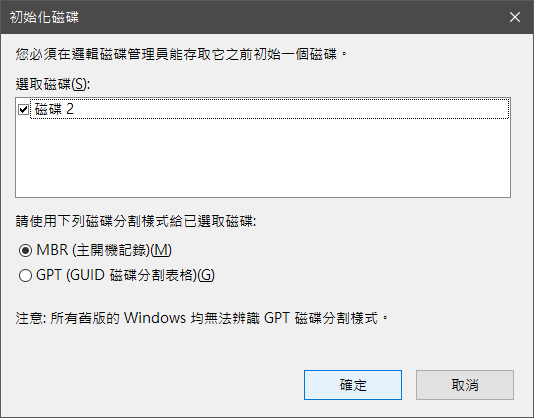 初始化磁碟
您必須在邏輯磁碟管理員能存取它之前初始一個磁碟。
選取磁碟(S):
磁碟 2
請使用下列磁碟分割樣式給已選取磁碟:
MBR (主開機記錄)(M)
GPT (GUID 磁碟分割表格)(G)
注意: 所有舊版的 Windows 均無法辨識 GPT 磁碟分割樣式。
確定
取消